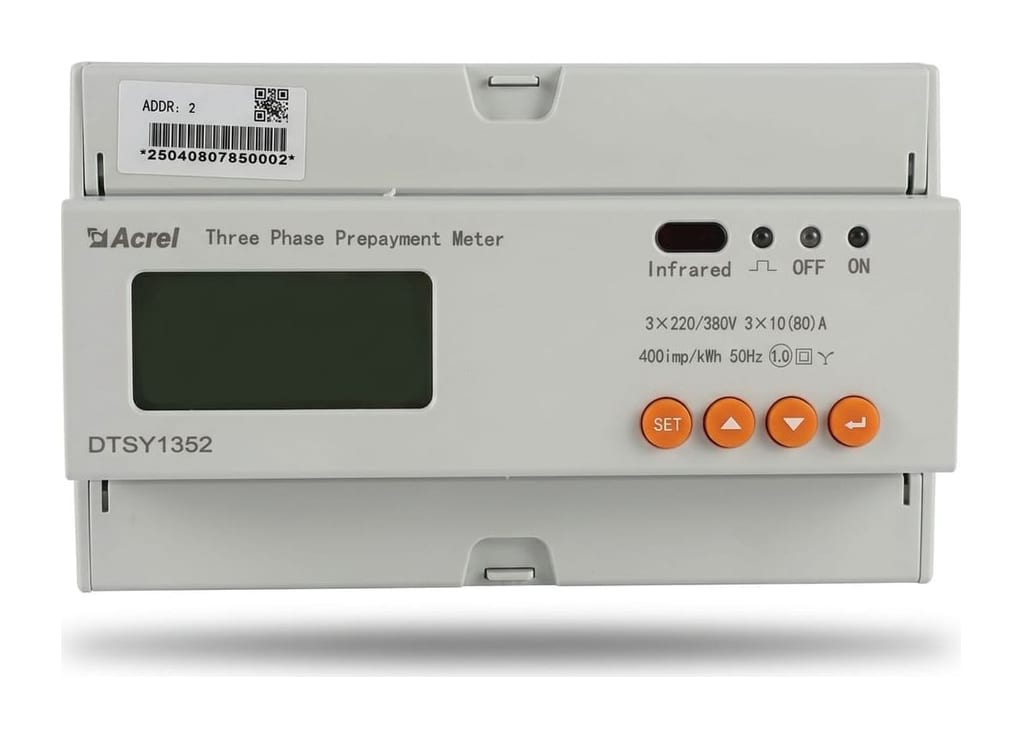 ADDR: 2
*25040807850002*
Acrel Three Phase Prepayment Meter
Infrared OFF ON
3×220/380V 3×10(80)A
400imp/kWh 50Hz 1.0
SET
DTSY1352